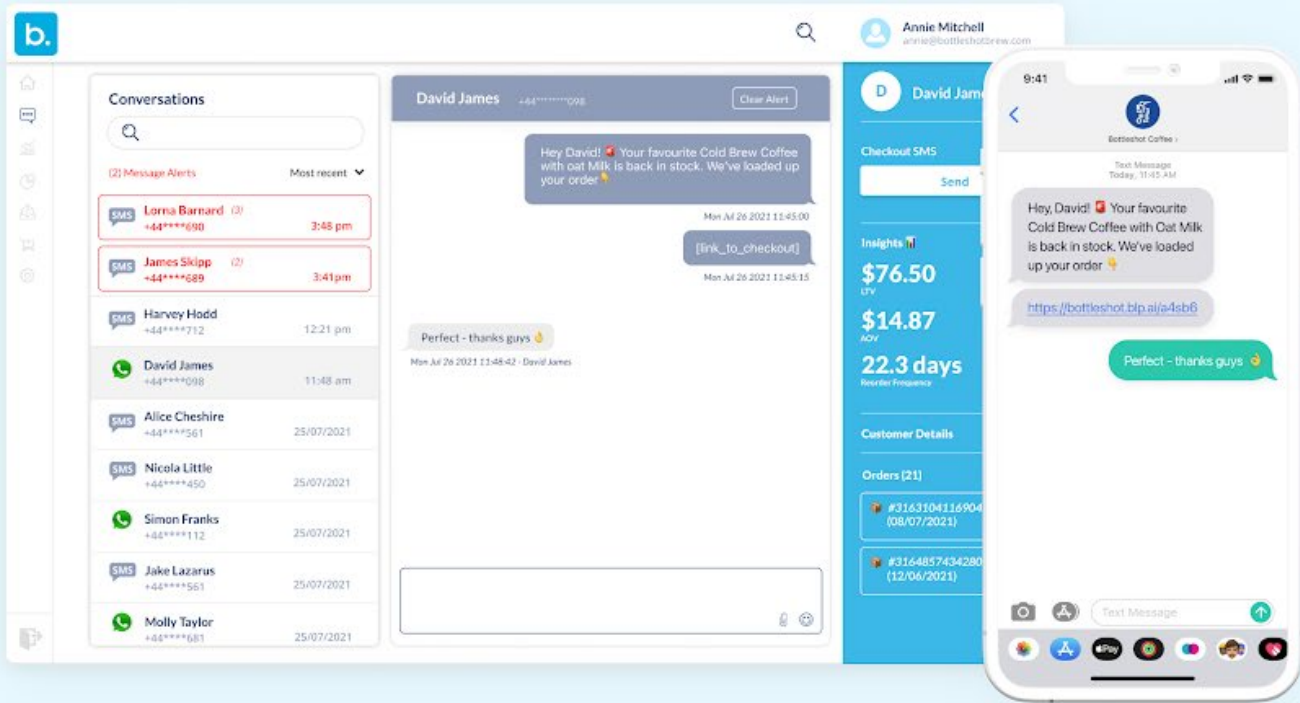 b.
Annie Mitchell
annie@bottleshotbrew.com
Conversations
(2) Message Alerts
Most recent
SMS
Lorna Barnard (3)
+44****690
3:48 pm
SMS
James Skipp (2)
+44****689
3:41pm
SMS
Harvey Hodd
+44****712
12:21 pm
David James
+44****098
11:48 am
SMS
Alice Cheshire
+44****561
25/07/2021
SMS
Nicola Little
+44****450
25/07/2021
Simon Franks
+44****112
25/07/2021
SMS
Jake Lazarus
+44****561
25/07/2021
Molly Taylor
+44****681
25/07/2021
David James
Clear Alert
Hey David! 🚨 Your favourite Cold Brew Coffee
with oat Milk is back in stock. We've loaded up
your order👇
Mon Jul 26 2021 11:45:00
[link_to_checkout]
Mon Jul 26 2021 11:45:15
Perfect - thanks guys 👌
Mon Jul 26 2021 11:48:42 - David James
D
David Jam
Checkout SMS
Send
Insights
$76.50
LTV
$14.87
AOV
22.3 days
Reorder Frequency
Customer Details
Orders (21)
#3163104116904
(08/07/2021)
#3164857434280
(12/06/2021)
9:41
Bottleshot Coffee ›
Text Message
Today, 11:45 AM
Hey, David! 🚨 Your favourite
Cold Brew Coffee with Oat Milk
is back in stock. We've loaded
up your order 👇
https://bottleshot.blp.ai/a4sb6
Perfect - thanks guys 👌
Text Message
Pay